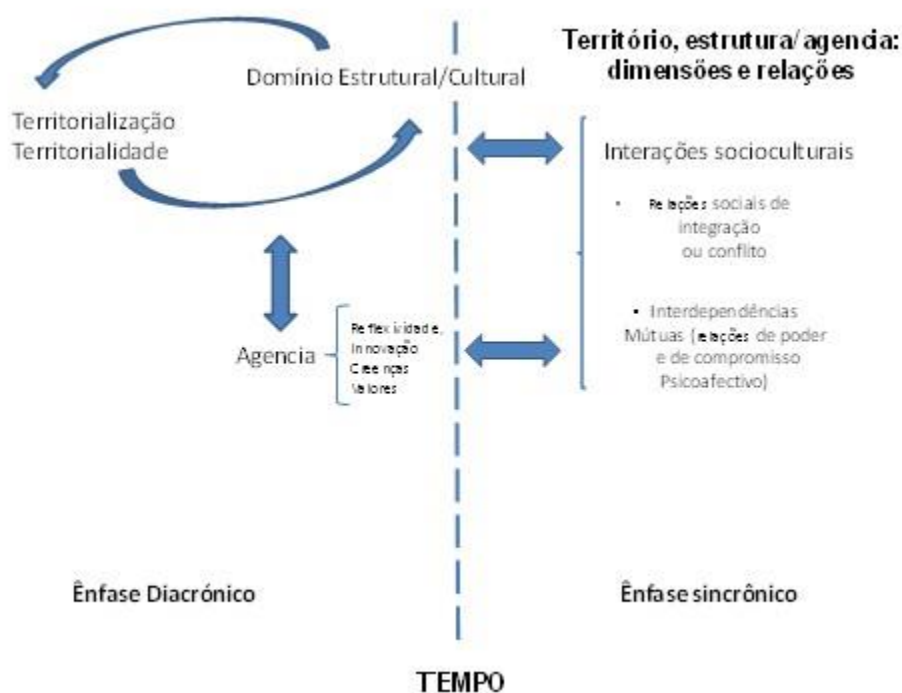 Território, estrutura/agencia:
dimensões e relações
Domínio Estrutural/Cultural
Territorialização
Territorialidade
Agencia
Reflexividade,
Innovação
Creenças
Valores
Interações socioculturais
• Relações sociais de
integração
ou conflito
• Interdependências
Mútuas (relações de poder
e de compromisso
Psicoafectivo)
Ênfase Diacrónico
Ênfase sincrônico
TEMPO